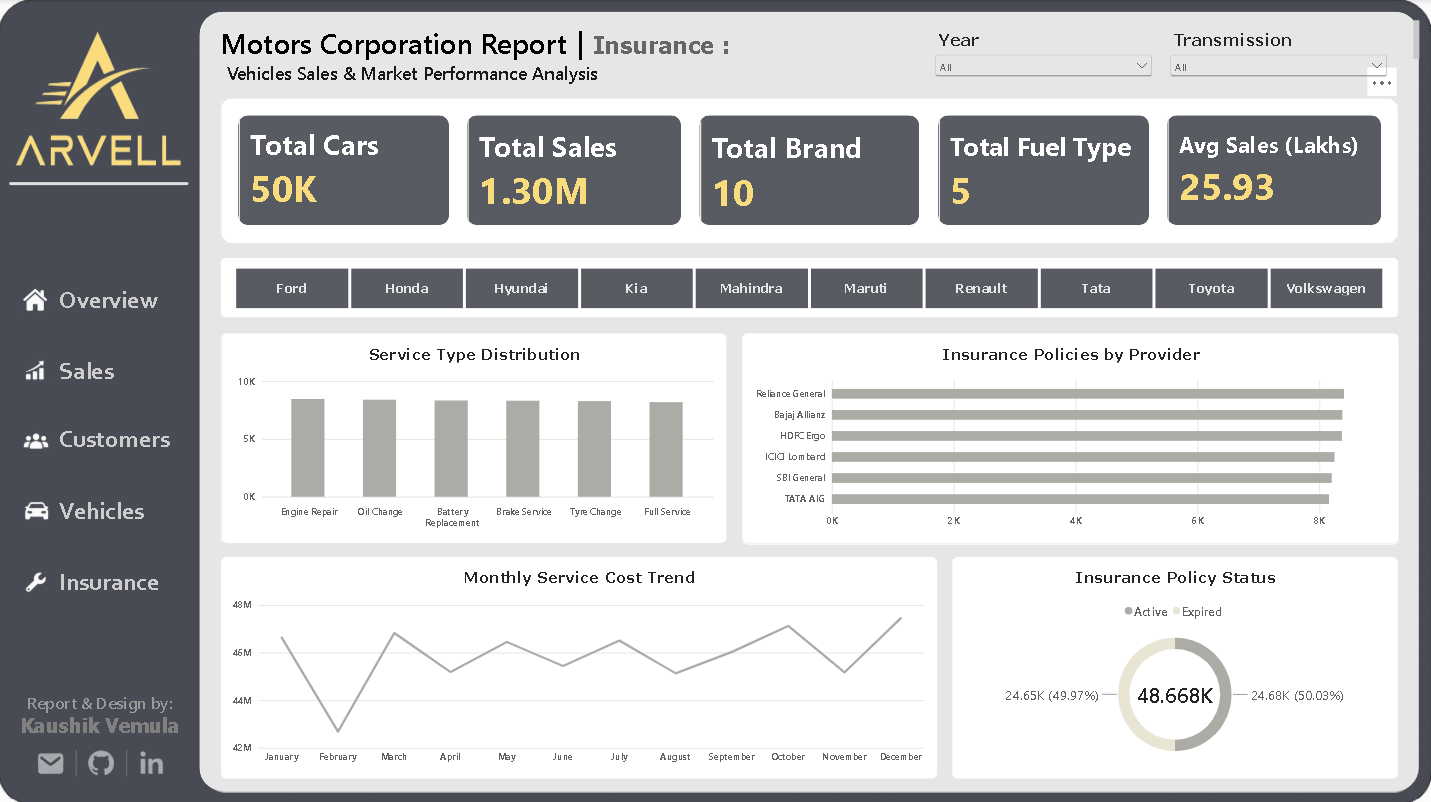 ARVELL
Overview
Sales
Customers
Vehicles
Insurance
Report & Design by:
Kaushik Vemula
Motors Corporation Report | Insurance :
Vehicles Sales & Market Performance Analysis
Year
All
Transmission
All
Total Cars
50K
Total Sales
1.30M
Total Brand
10
Total Fuel Type
5
Avg Sales (Lakhs)
25.93
Ford Honda Hyundai Kia Mahindra Maruti Renault Tata Toyota Volkswagen
Service Type Distribution
10K
5K
0K
Engine Repair Oil Change Battery Replacement Brake Service Tyre Change Full Service
Insurance Policies by Provider
Reliance General
Bajaj Allianz
HDFC Ergo
ICICI Lombard
SBI General
TATA AIG
0K 2K 4K 6K 8K
Monthly Service Cost Trend
48M
46M
44M
42M
January February March April May June July August September October November December
Insurance Policy Status
Active Expired
24.65K (49.97%) 48.668K 24.68K (50.03%)